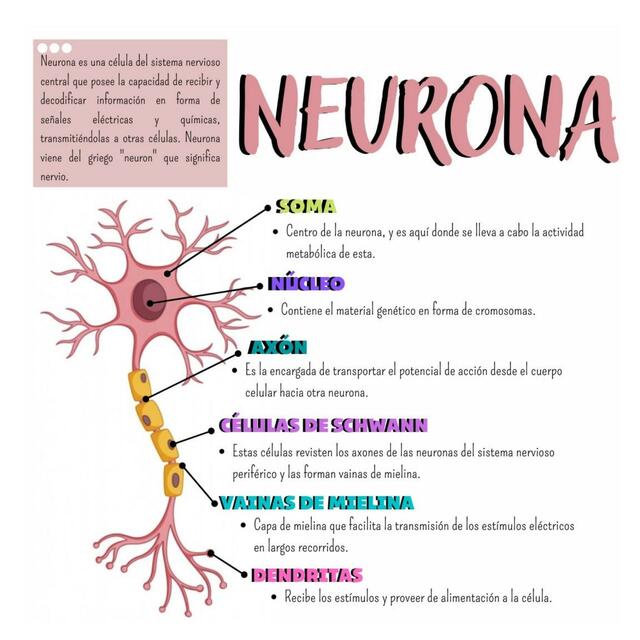 Neurona es una célula del sistema nervioso
central que posee la capacidad de recibir y
decodificar información en forma de
señales eléctricas y químicas,
transmitiéndolas a otras células. Neurona
viene del griego "neuron" que significa
nervio.
NEURONA
SOMA
• Centro de la neurona, y es aquí donde se lleva a cabo la actividad
metabólica de esta.
NÚCLEO
• Contiene el material genético en forma de cromosomas.
AXÓN
• Es la encargada de transportar el potencial de acción desde el cuerpo
celular hacia otra neurona.
CÉLULAS DE SCHWANN
• Estas células revisten los axones de las neuronas del sistema nervioso
periférico y las forman vainas de mielina.
VAINAS DE MIELINA
• Capa de mielina que facilita la transmisión de los estímulos eléctricos
en largos recorridos.
DENDRITAS
• Recibe los estímulos y proveer de alimentación a la célula.